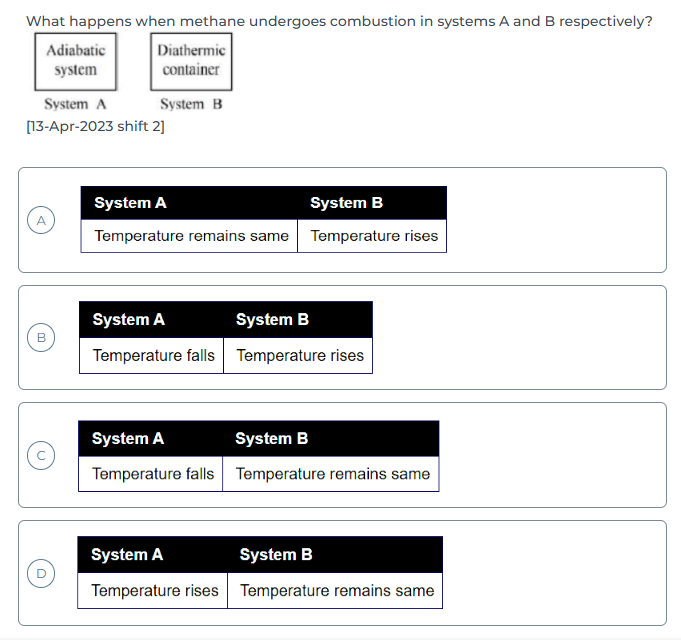 What happens when methane undergoes combustion in systems A and B respectively?
Adiabatic system
Diathermic container
System A
System B
[13-Apr-2023 shift 2]
A
System A System B
Temperature remains same Temperature rises
B
System A System B
Temperature falls Temperature rises
C
System A System B
Temperature falls Temperature remains same
D
System A System B
Temperature rises Temperature remains same